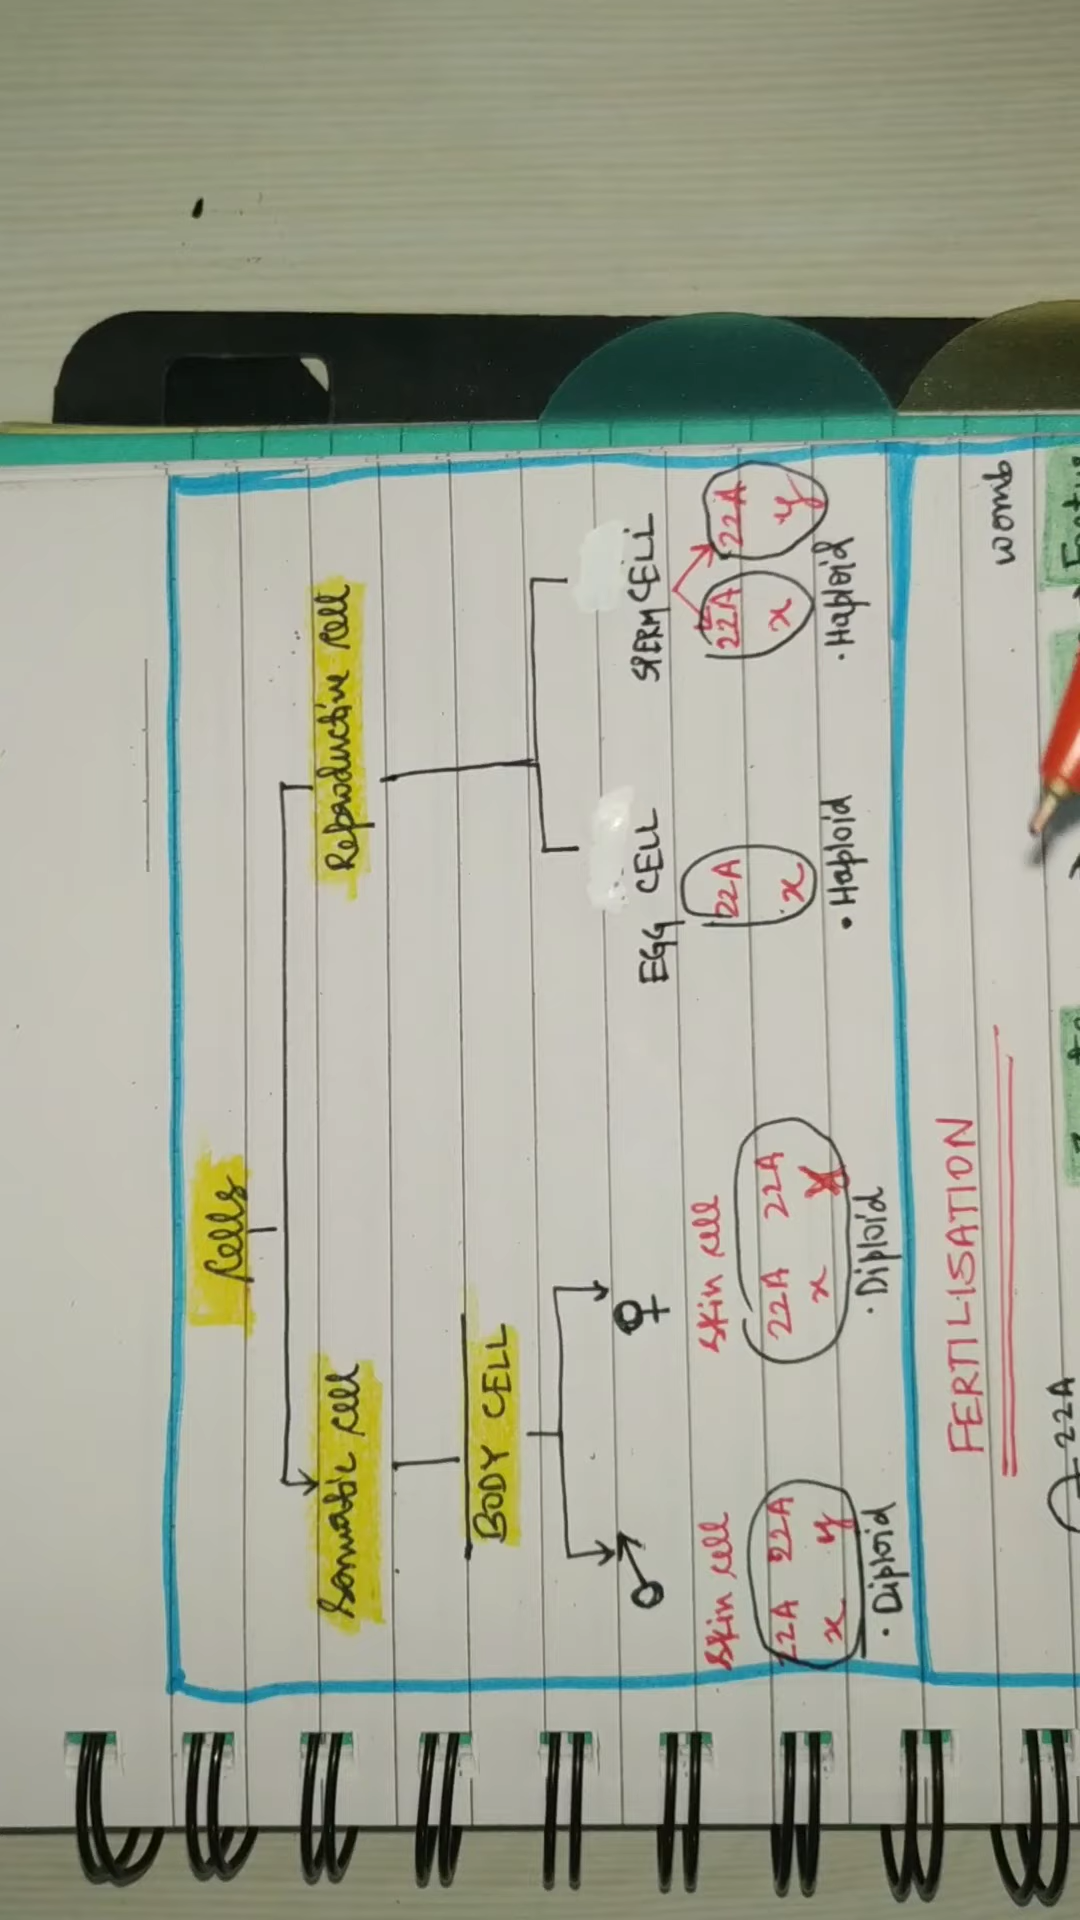 Cells
Somatic cell Reproductive cell
BODY CELL
EGG CELL SPERM CELL
Skin cell Skin cell
22A 22A 22A 22A 22A 22A 22A
x y x x x x y
• Diploid • Diploid • Haploid • Haploid
FERTILISATION womb
22A